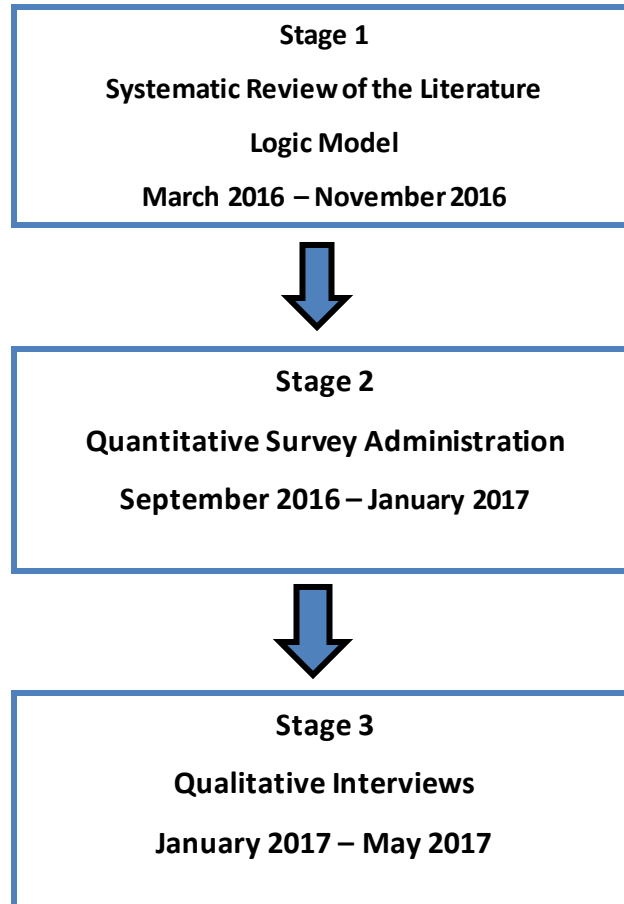 Stage 1
Systematic Review of the Literature
Logic Model
March 2016 – November 2016
Stage 2
Quantitative Survey Administration
September 2016 – January 2017
Stage 3
Qualitative Interviews
January 2017 – May 2017